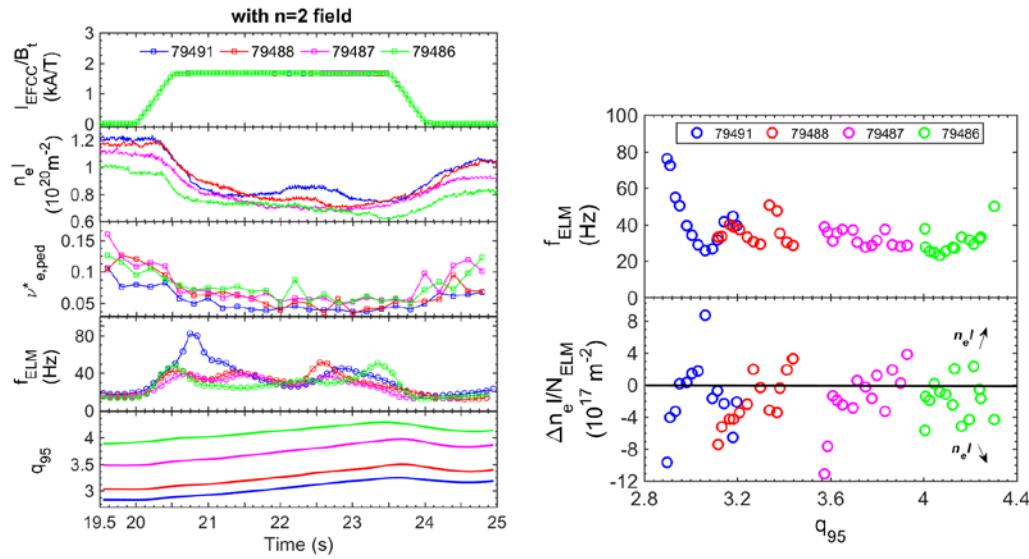 with n=2 field
I_EFCC/B_t
(kA/T)
3
2
1
0
79491 79488 79487 79486
n_e l
(10^20 m^-2)
1.2
1.0
0.8
0.6
ν*_e,ped
0.15
0.10
0.05
f_ELM
(Hz)
80
40
0
q_95
4
3.5
3
19.5 20 21 22 23 24 25
Time (s)
79491 79488 79487 79486
f_ELM
(Hz)
100
80
60
40
20
0
Δn_e l/N_ELM
(10^17 m^-2)
8
4
0
-4
-8
-12
n_e l ↗
n_e l ↘
2.8 3.2 3.6 4 4.4
q_95